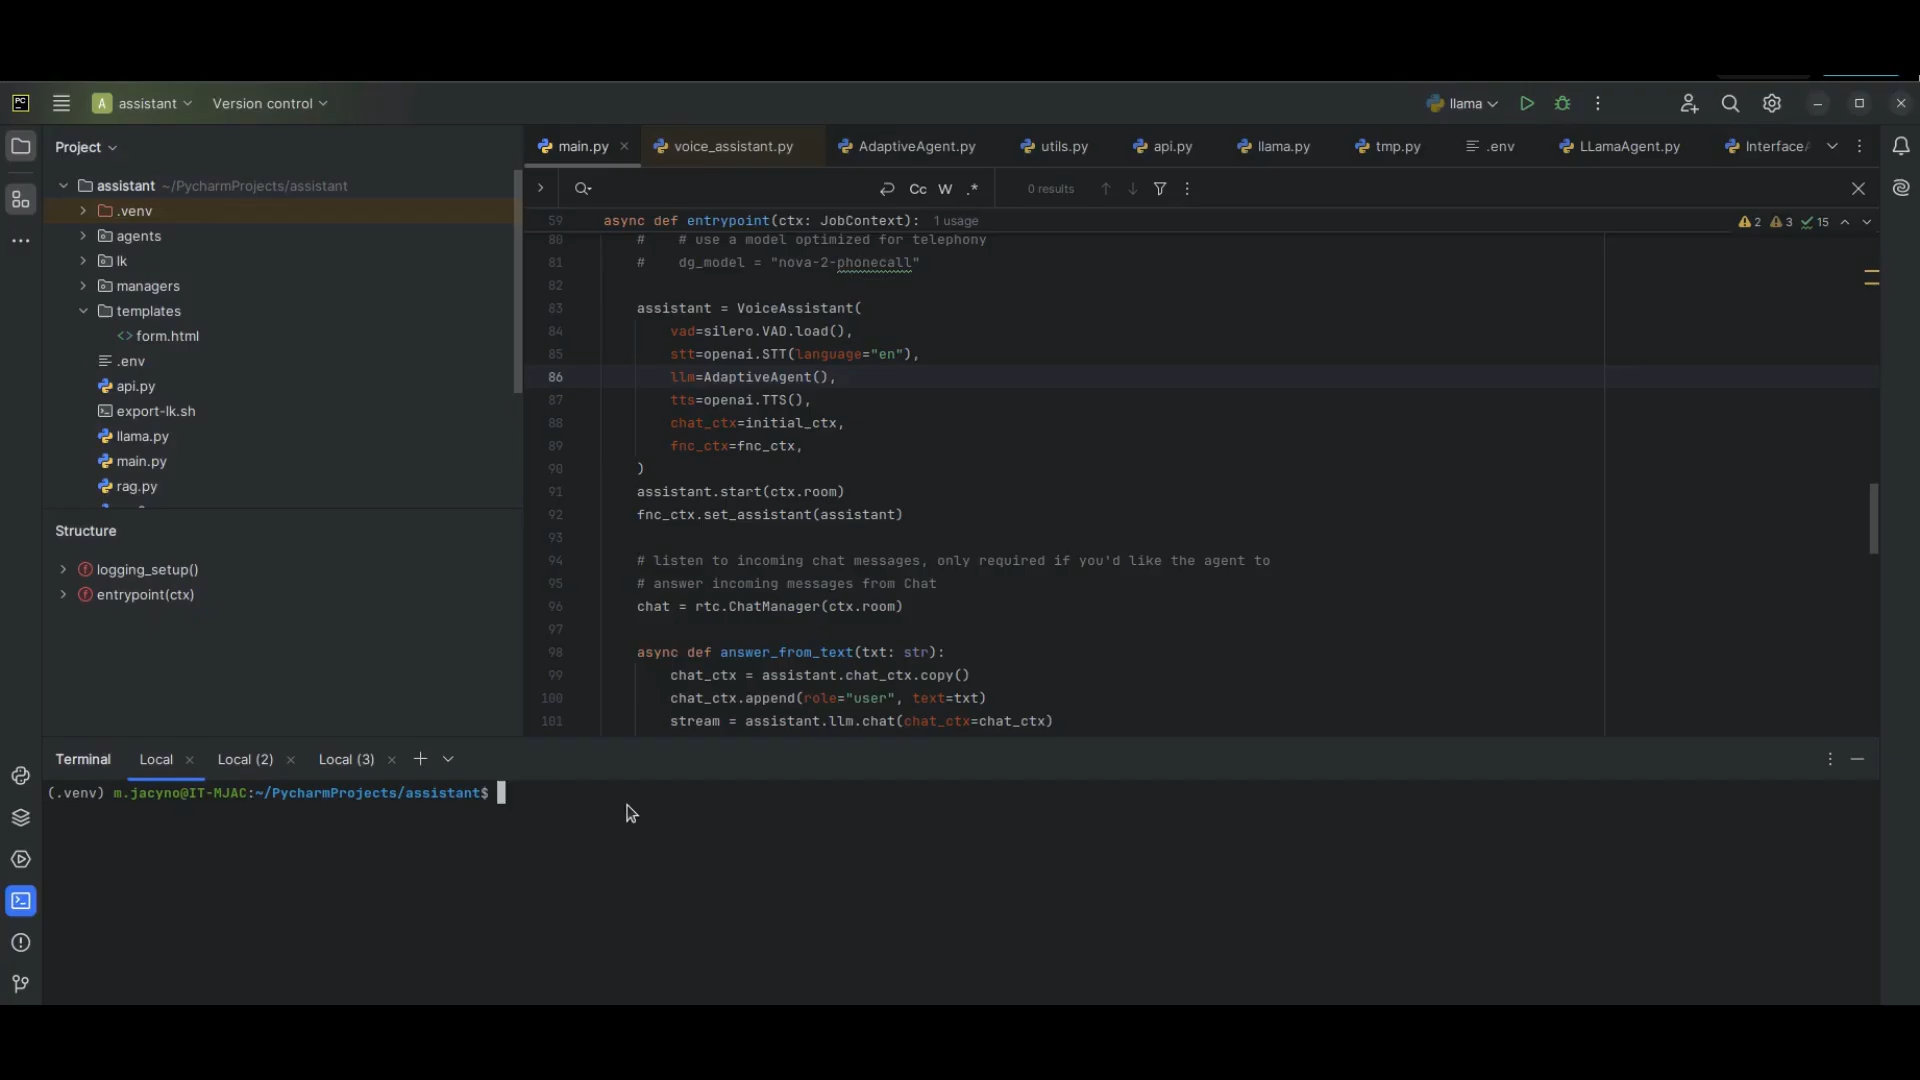 PC
A assistant
Version control
llama
Project
main.py
voice_assistant.py
AdaptiveAgent.py
utils.py
api.py
llama.py
tmp.py
.env
LLamaAgent.py
Cc W .*
0 results
assistant ~/PycharmProjects/assistant
.venv
agents
lk
managers
templates
<> form.html
.env
api.py
export-lk.sh
llama.py
main.py
rag.py
59 async def entrypoint(ctx: JobContext): 1 usage
2 3 15
80 # # use a model optimized for telephony
81 # dg_model = "nova-2-phonecall"
82
83 assistant = VoiceAssistant(
84 vad=silero.VAD.load(),
85 stt=openai.STT(language="en"),
86 llm=AdaptiveAgent(),
87 tts=openai.TTS(),
88 chat_ctx=initial_ctx,
89 fnc_ctx=fnc_ctx,
90 )
91 assistant.start(ctx.room)
92 fnc_ctx.set_assistant(assistant)
93
94 # listen to incoming chat messages, only required if you'd like the agent to
95 # answer incoming messages from Chat
96 chat = rtc.ChatManager(ctx.room)
97
98 async def answer_from_text(txt: str):
99 chat_ctx = assistant.chat_ctx.copy()
100 chat_ctx.append(role="user", text=txt)
101 stream = assistant.llm.chat(chat_ctx=chat_ctx)
Structure
f logging_setup()
f entrypoint(ctx)
Terminal
Local
Local (2)
Local (3)
(.venv) m.jacyno@IT-MJAC:~/PycharmProjects/assistant$